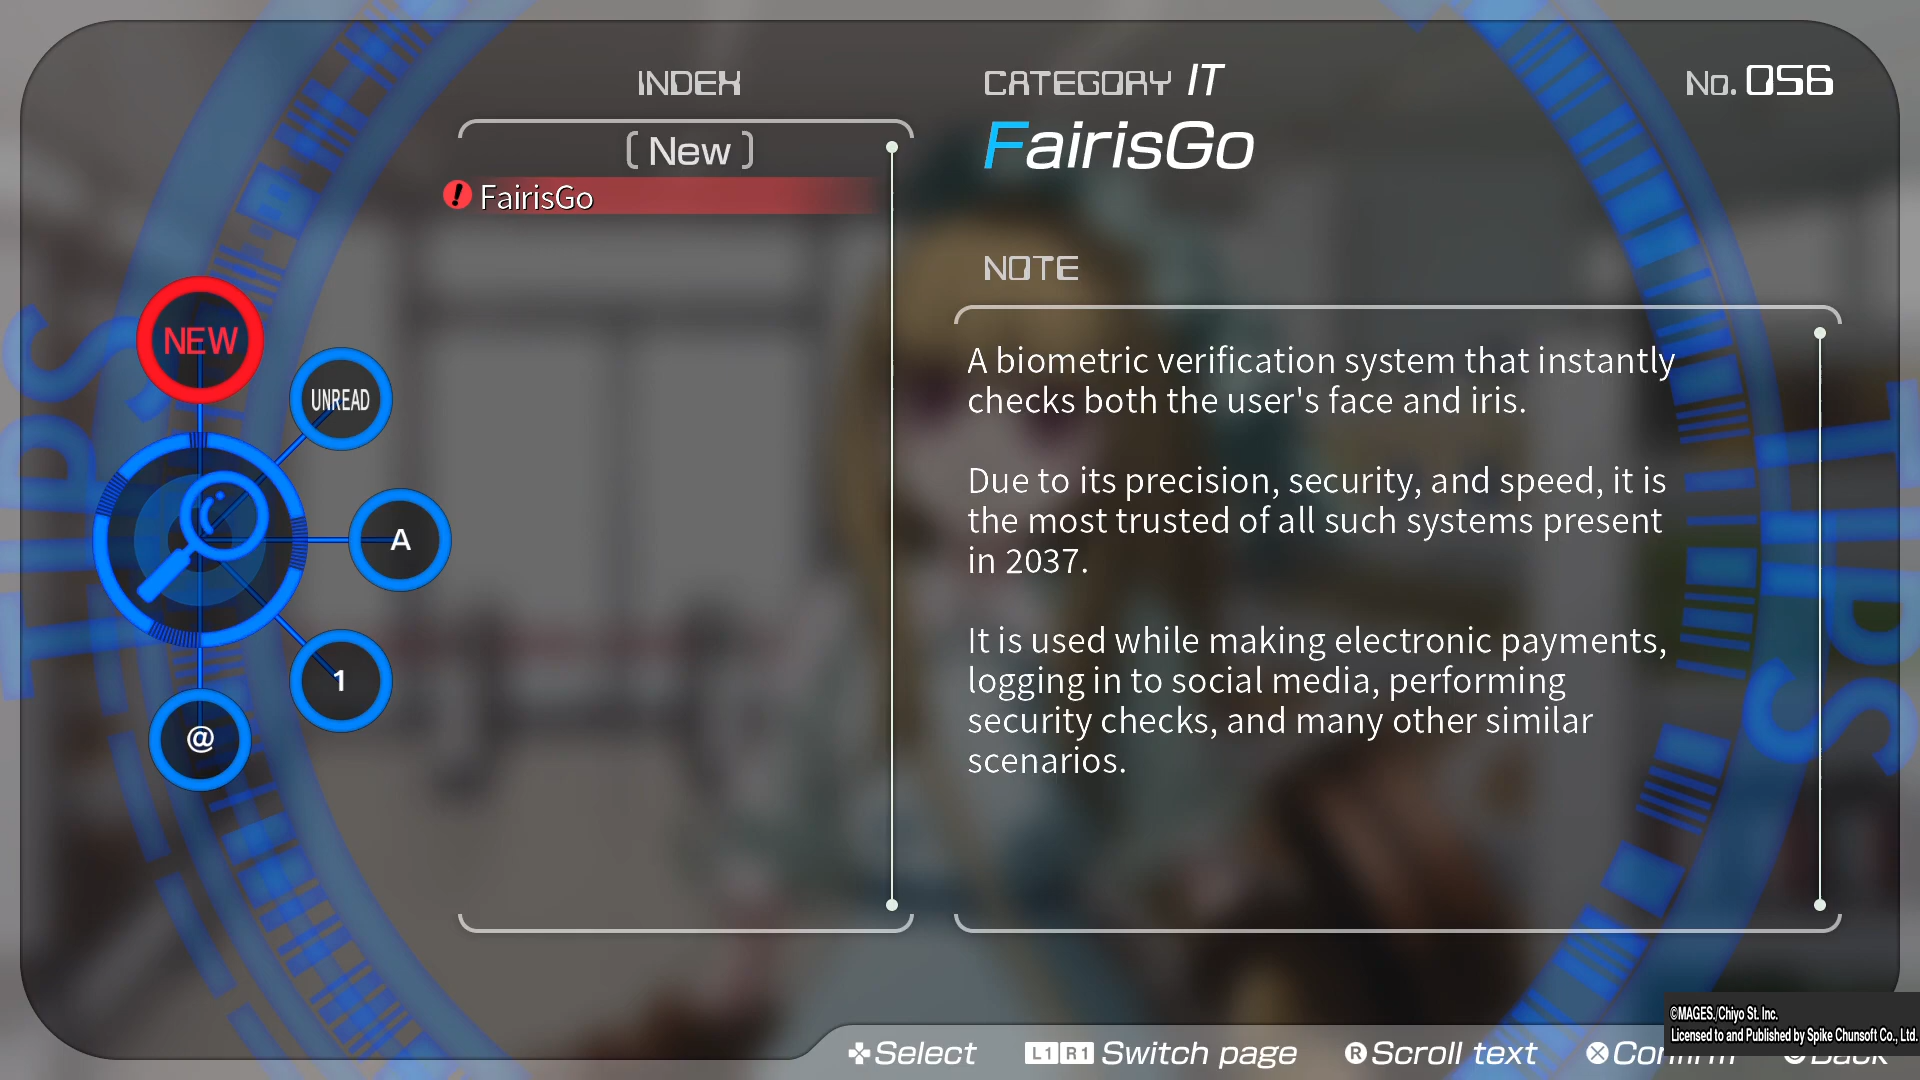 INDEX
[ New ]
! FairisGo
NEW
UNREAD
A
1
@
TIPS
CATEGORY IT
No. 056
FairisGo
NOTE
A biometric verification system that instantly
checks both the user's face and iris.
Due to its precision, security, and speed, it is
the most trusted of all such systems present
in 2037.
It is used while making electronic payments,
logging in to social media, performing
security checks, and many other similar
scenarios.
TIPS
Select
L1 R1 Switch page
R Scroll text
Confirm
Back
©MAGES./Chiyo St. Inc.
Licensed to and Published by Spike Chunsoft Co., Ltd.